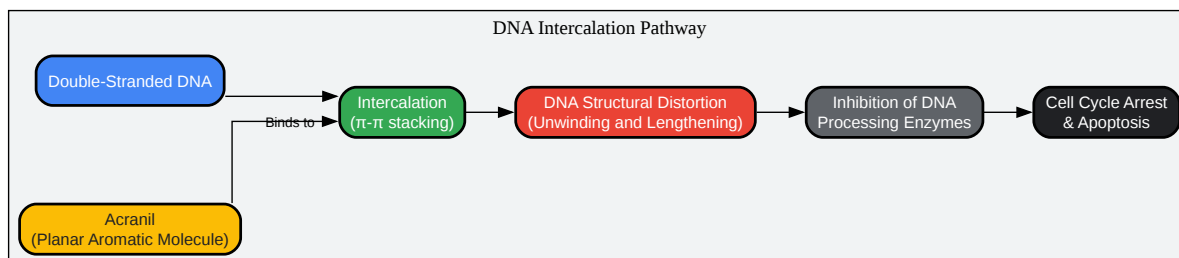 DNA Intercalation Pathway
Double-Stranded DNA
Intercalation
(π-π stacking)
DNA Structural Distortion
(Unwinding and Lengthening)
Inhibition of DNA
Processing Enzymes
Cell Cycle Arrest
& Apoptosis
Binds to
Acranil
(Planar Aromatic Molecule)